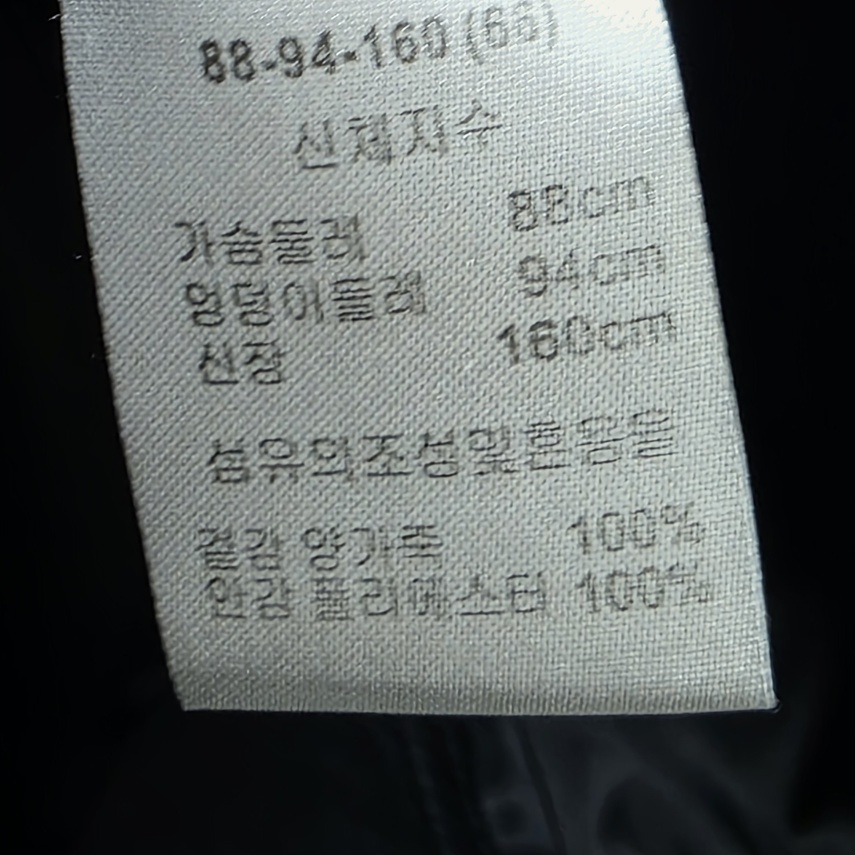 88-94-160 (66)
신체치수
가슴둘레 88cm
엉덩이둘레 94cm
신장 160cm
섬유의조성및혼용율
겉감 양가죽 100%
안감 폴리에스터 100%